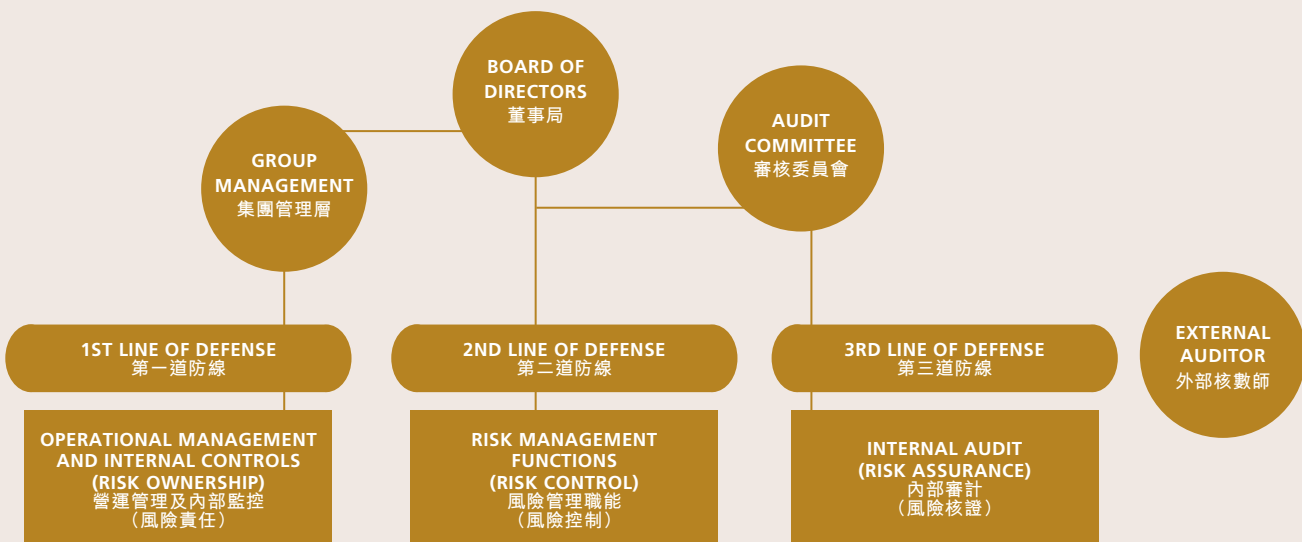 BOARD OF
DIRECTORS
董事局
GROUP
MANAGEMENT
集團管理層
AUDIT
COMMITTEE
審核委員會
EXTERNAL
AUDITOR
外部核數師
1ST LINE OF DEFENSE
第一道防線
2ND LINE OF DEFENSE
第二道防線
3RD LINE OF DEFENSE
第三道防線
OPERATIONAL MANAGEMENT
AND INTERNAL CONTROLS
(RISK OWNERSHIP)
營運管理及內部監控
（風險責任）
RISK MANAGEMENT
FUNCTIONS
(RISK CONTROL)
風險管理職能
（風險控制）
INTERNAL AUDIT
(RISK ASSURANCE)
內部審計
（風險核證）